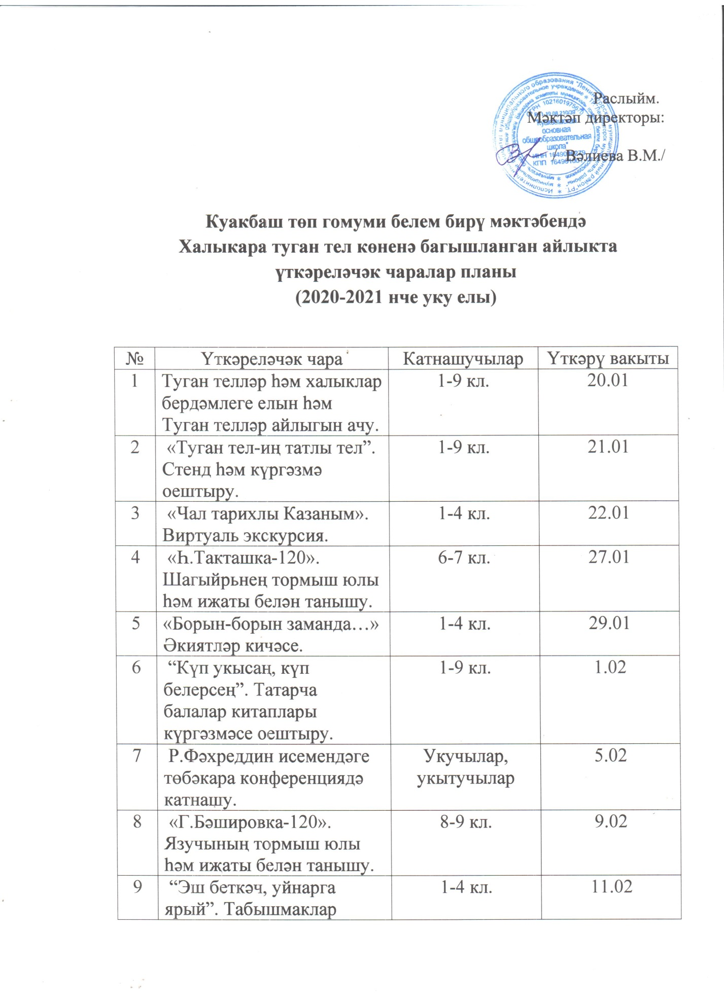 Раслыйм.
Мәктәп директоры:
/ Вәлиева В.М./
ОГРН 1021601975670
основная
общеобразовательная
школа"
Куакбаш төп гомуми белем бирү мәктәбендә
Халыкара туган тел көненә багышланган айлыкта
үткәреләчәк чаралар планы
(2020-2021 нче уку елы)
№ Үткәреләчәк чара Катнашучылар Үткәрү вакыты
1 Туган телләр һәм халыклар 1-9 кл. 20.01
бердәмлеге елын һәм
Туган телләр айлыгын ачу.
2 «Туган тел-иң татлы тел”. 1-9 кл. 21.01
Стенд һәм күргәзмә
оештыру.
3 «Чал тарихлы Казаным». 1-4 кл. 22.01
Виртуаль экскурсия.
4 «Һ.Такташка-120». 6-7 кл. 27.01
Шагыйрьнең тормыш юлы
һәм иҗаты белән танышу.
5 «Борын-борын заманда…» 1-4 кл. 29.01
Әкиятләр кичәсе.
6 “Күп укысаң, күп 1-9 кл. 1.02
белерсең”. Татарча
балалар китаплары
күргәзмәсе оештыру.
7 Р.Фәхреддин исемендәге Укучылар, 5.02
төбәкара конференциядә укытучылар
катнашу.
8 «Г.Бәшировка-120». 8-9 кл. 9.02
Язучының тормыш юлы
һәм иҗаты белән танышу.
9 “Эш беткәч, уйнарга 1-4 кл. 11.02
ярый”. Табышмаклар